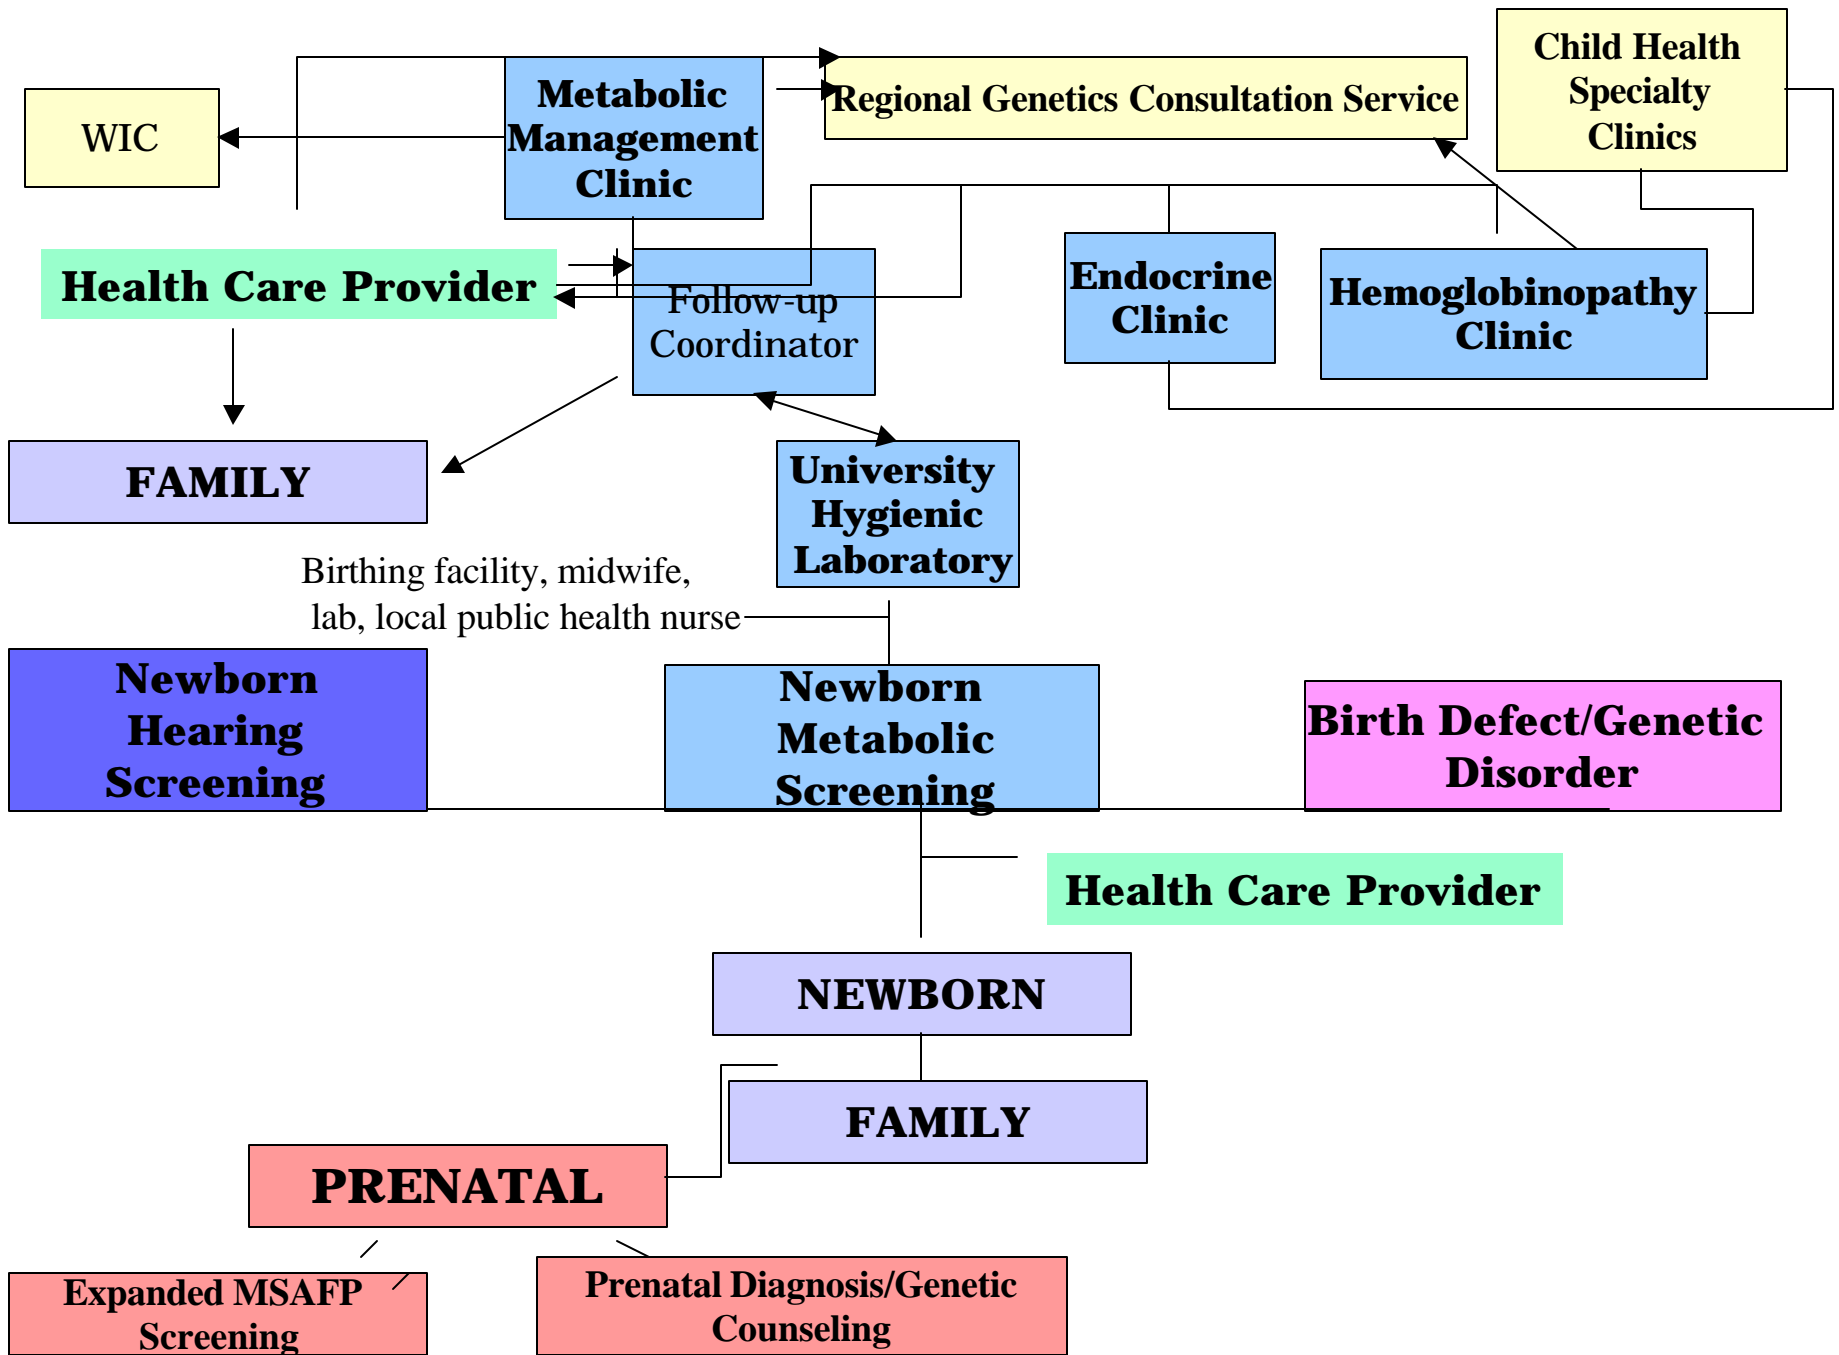 Child Health
Specialty
Clinics
Metabolic
Management
Clinic
Regional Genetics Consultation Service
WIC
Health Care Provider
Follow-up
Coordinator
Endocrine
Clinic
Hemoglobinopathy
Clinic
FAMILY
University
Hygienic
Laboratory
Birthing facility, midwife,
lab, local public health nurse
Newborn
Hearing
Screening
Newborn
Metabolic
Screening
Birth Defect/Genetic
Disorder
Health Care Provider
NEWBORN
FAMILY
PRENATAL
Expanded MSAFP
Screening
Prenatal Diagnosis/Genetic
Counseling